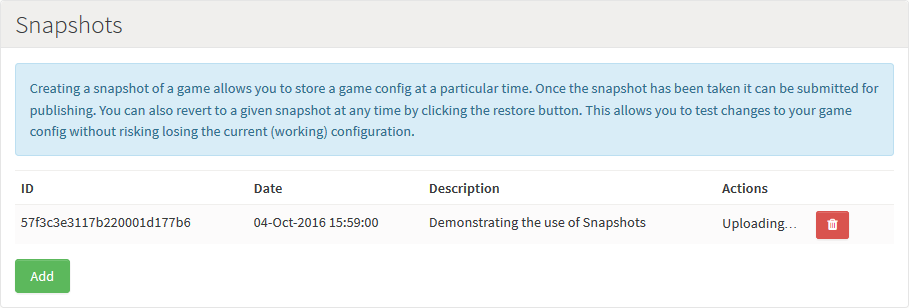 Snapshots
Creating a snapshot of a game allows you to store a game config at a particular time. Once the snapshot has been taken it can be submitted for
publishing. You can also revert to a given snapshot at any time by clicking the restore button. This allows you to test changes to your game
config without risking losing the current (working) configuration.
ID Date Description Actions
57f3c3e3117b220001d177b6 04-Oct-2016 15:59:00 Demonstrating the use of Snapshots Uploading...
Add